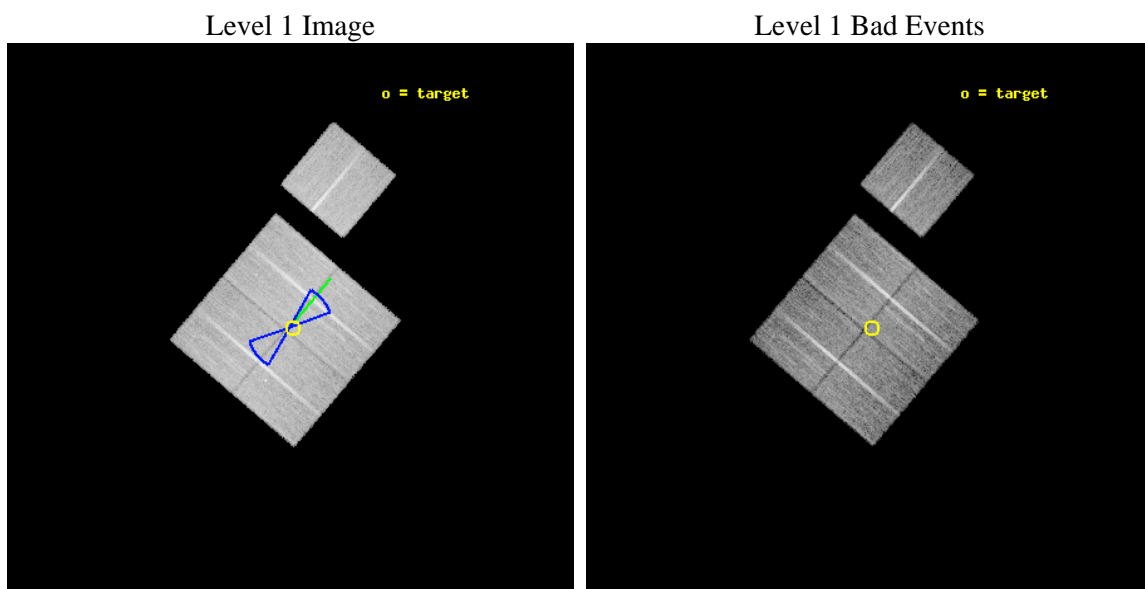 Level 1 Image
Level 1 Bad Events
o = target
o = target